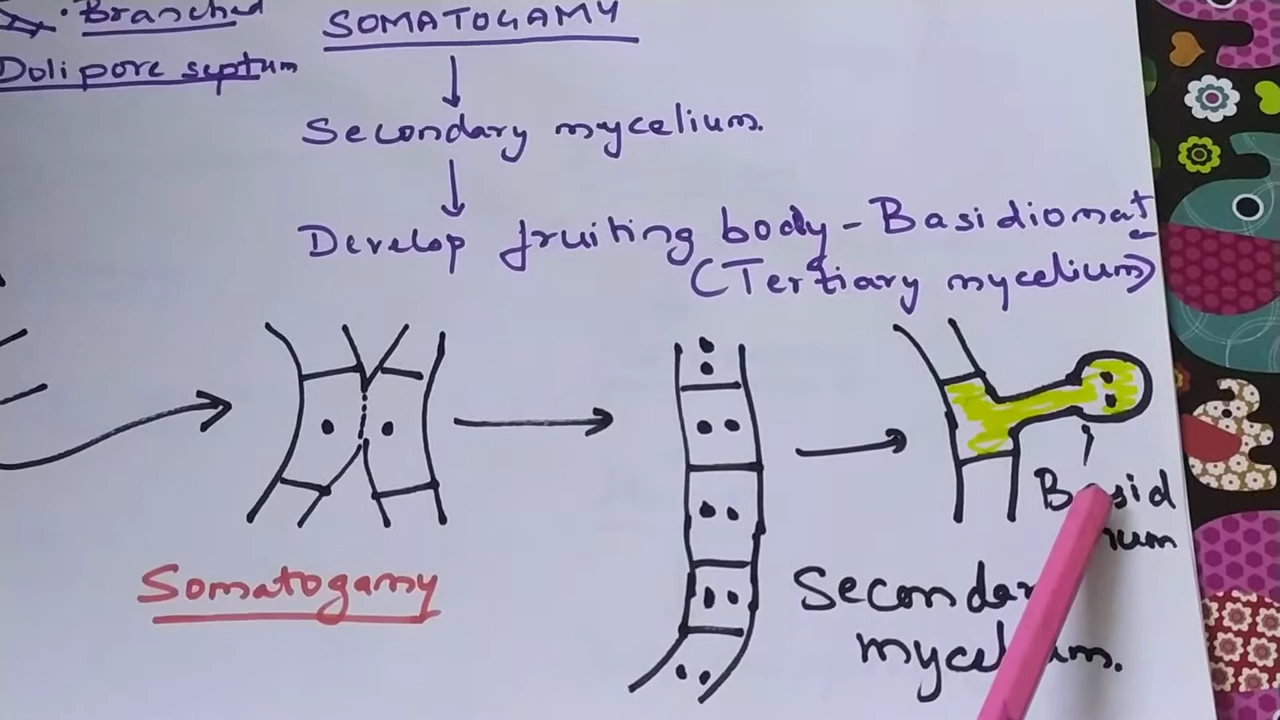 Branched
Dolipore septum
SOMATOGAMY
Secondary mycelium.
Develop fruiting body - Basidiomat
(Tertiary mycelium)
Somatogamy
Secondary
mycelium.